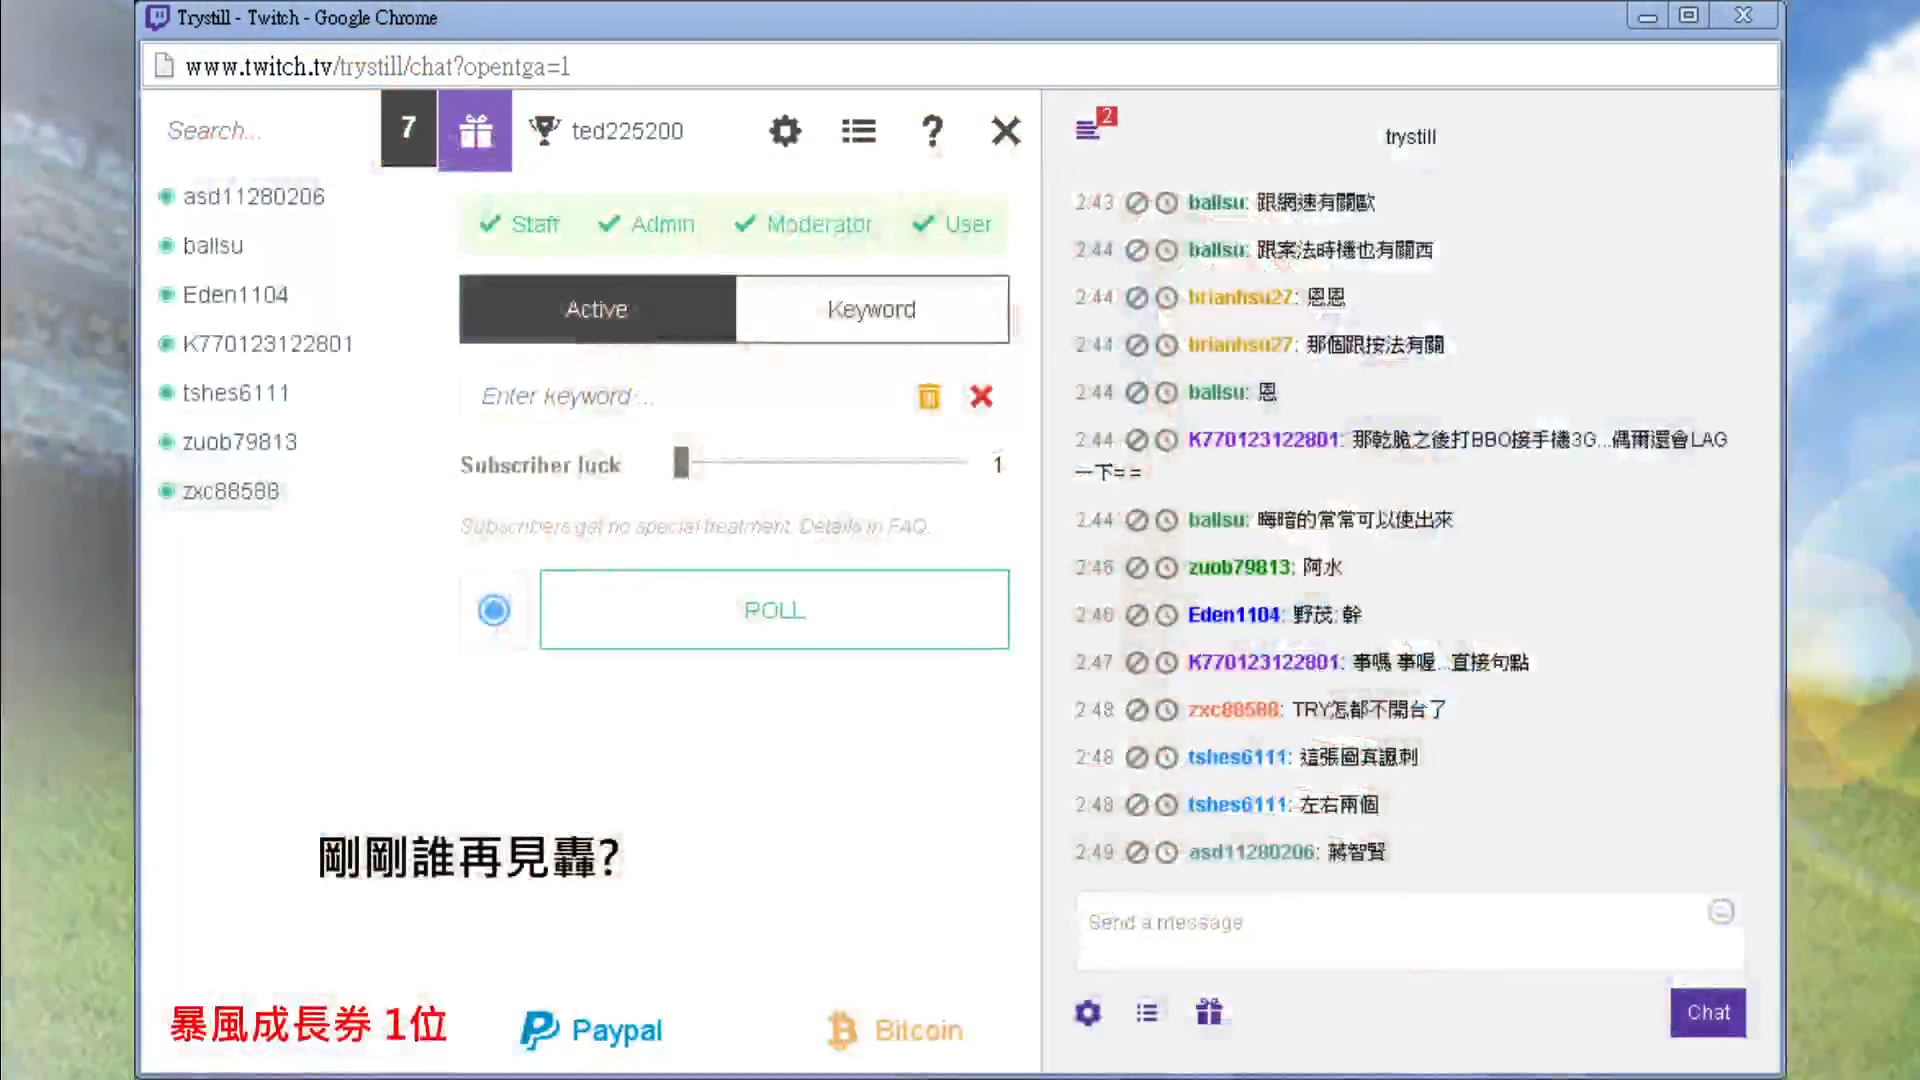 Trystill - Twitch - Google Chrome
www.twitch.tv/trystill/chat?opentga=1
Search...
7
ted225200
?
asd11280206
ballsu
Eden1104
K770123122801
tshes6111
zuob79813
zxc88588
Staff Admin Moderator User
Active Keyword
Enter keyword ...
Subscriber luck 1
Subscribers get no special treatment. Details in FAQ.
ROLL
剛剛誰再見轟?
暴風成長券 1位
Paypal Bitcoin
2
trystill
2:43 ballsu: 跟網速有關歐
2:44 ballsu: 跟案法時機也有關西
2:44 brianhsu27: 恩恩
2:44 brianhsu27: 那個跟按法有關
2:44 ballsu: 恩
2:44 K770123122801: 那乾脆之後打BBO接手機3G...偶爾還會LAG
一下= =
2:44 ballsu: 晦暗的常常可以使出來
2:46 zuob79813: 阿水
2:46 Eden1104: 野茂: 幹
2:47 K770123122801: 事嗎 事喔...直接句點
2:48 zxc88588: TRY怎都不開台了
2:48 tshes6111: 這張圖真諷刺
2:48 tshes6111: 左右兩個
2:49 asd11280206: 蔣智賢
Send a message
Chat